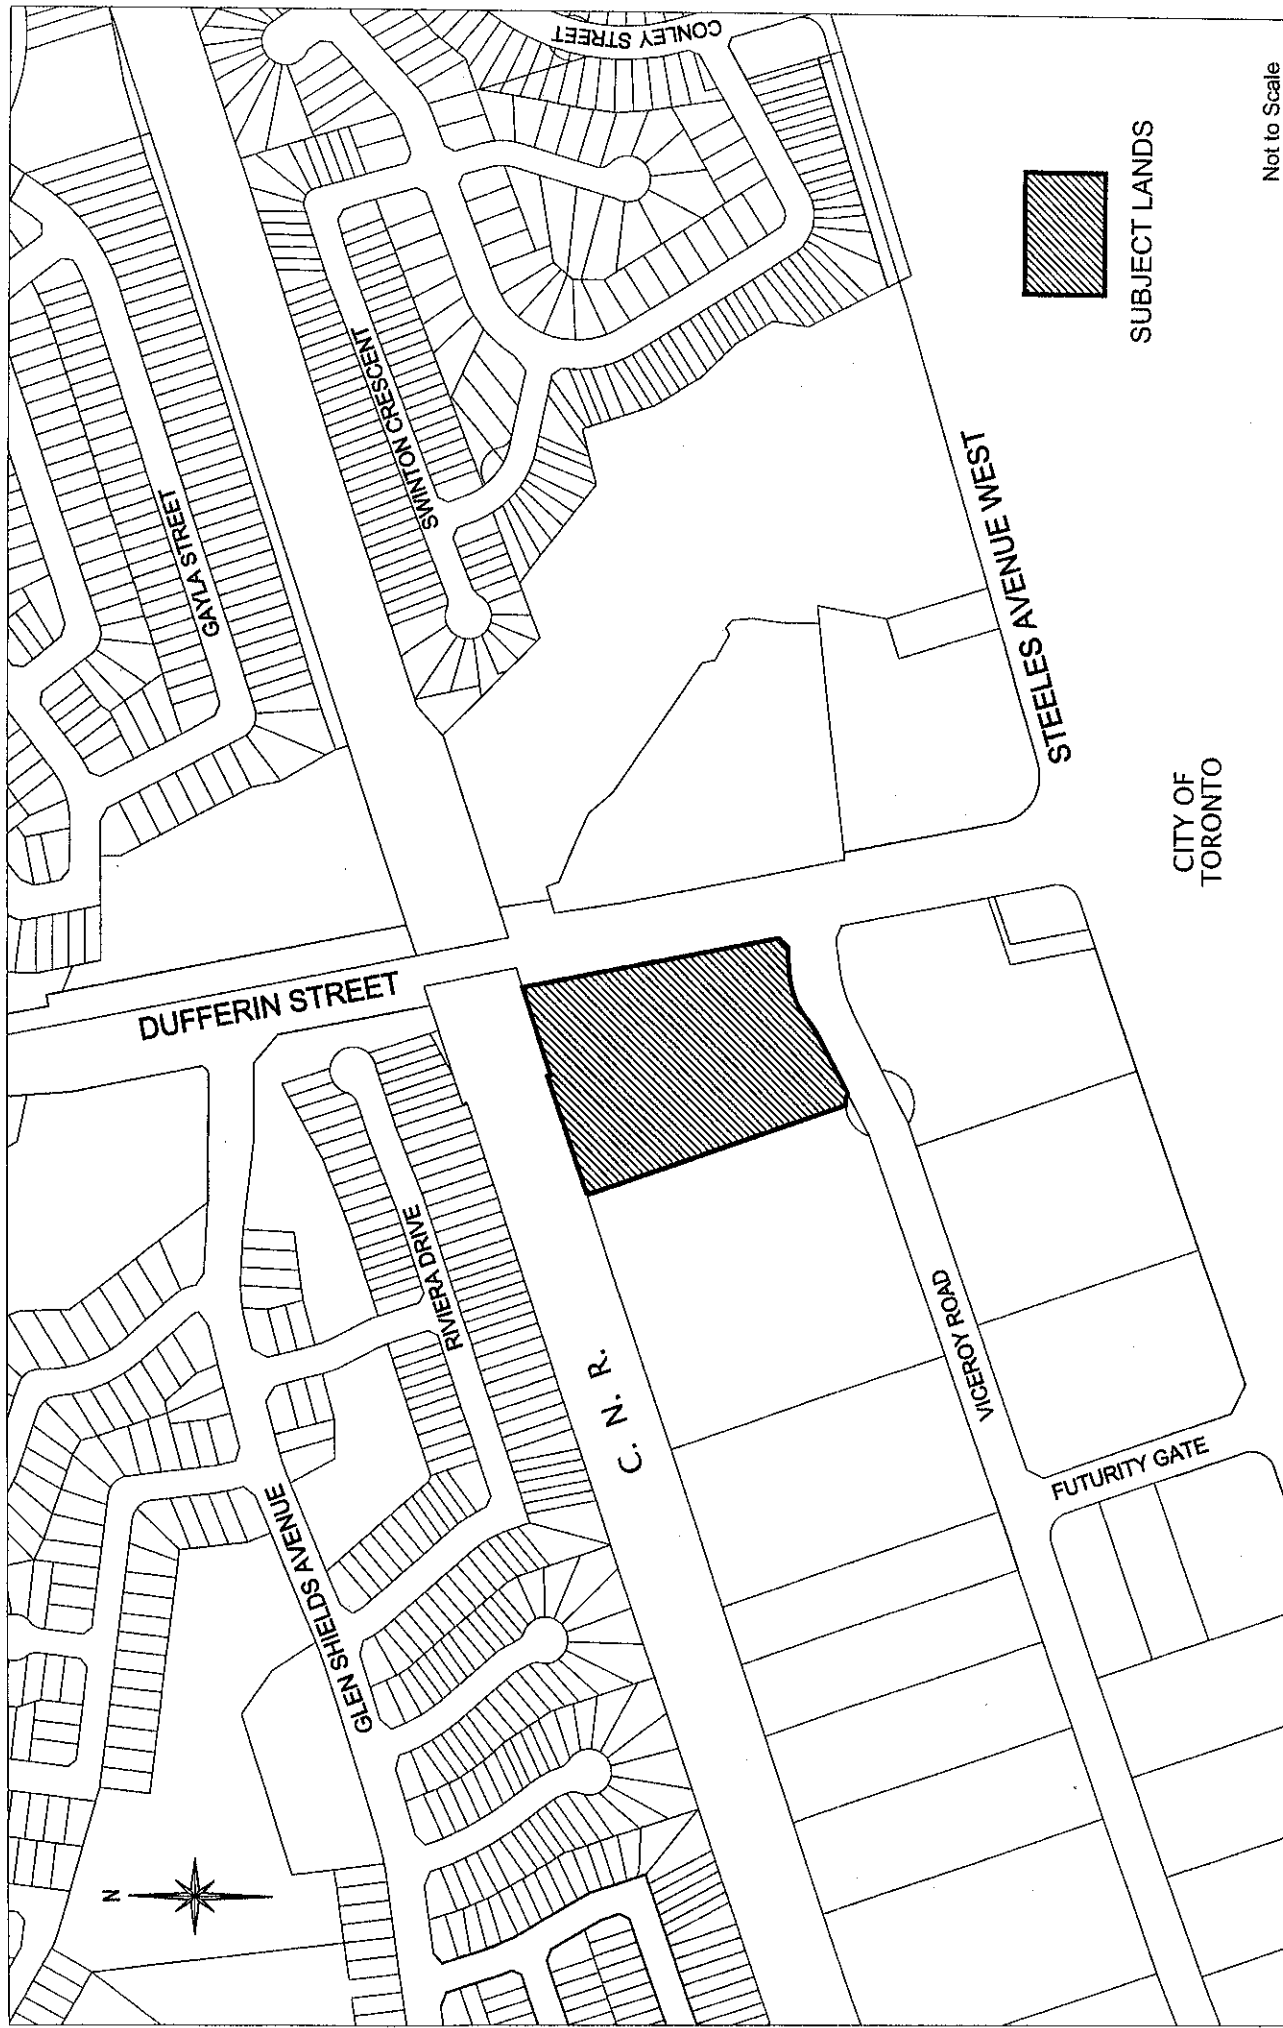 CONLEY STREET
Not to Scale
SUBJECT LANDS
GAYLA STREET
SWINTON CRESCENT
STEELES AVENUE WEST
CITY OF
TORONTO
DUFFERIN STREET
RIVIERA DRIVE
VICEROY ROAD
C. N. R.
FUTURITY GATE
GLEN SHIELDS AVENUE
N